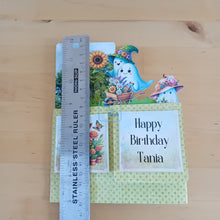 Happy
Birthday
Tania
STAINLESS STEEL RULER